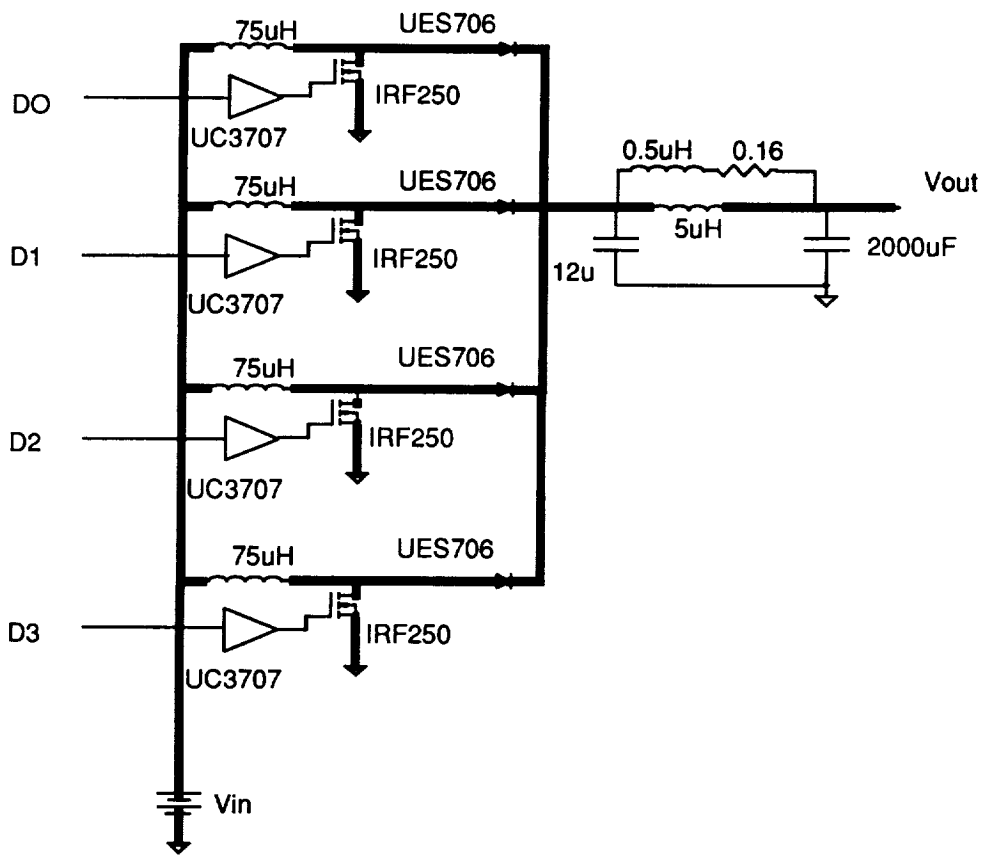 75uH
UES706
DO
IRF250
UC3707
0.5uH 0.16
75uH
UES706
Vout
D1
5uH
IRF250
12u
2000uF
UC3707
75uH
UES706
D2
IRF250
UC3707
75uH
UES706
D3
IRF250
UC3707
Vin